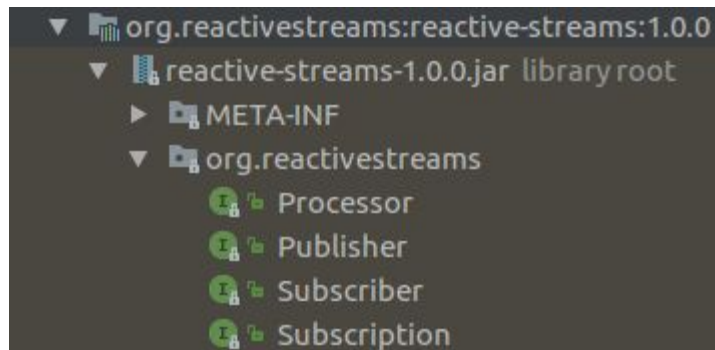 org.reactivestreams:reactive-streams:1.0.0
reactive-streams-1.0.0.jar library root
META-INF
org.reactivestreams
I Processor
I Publisher
I Subscriber
I Subscription